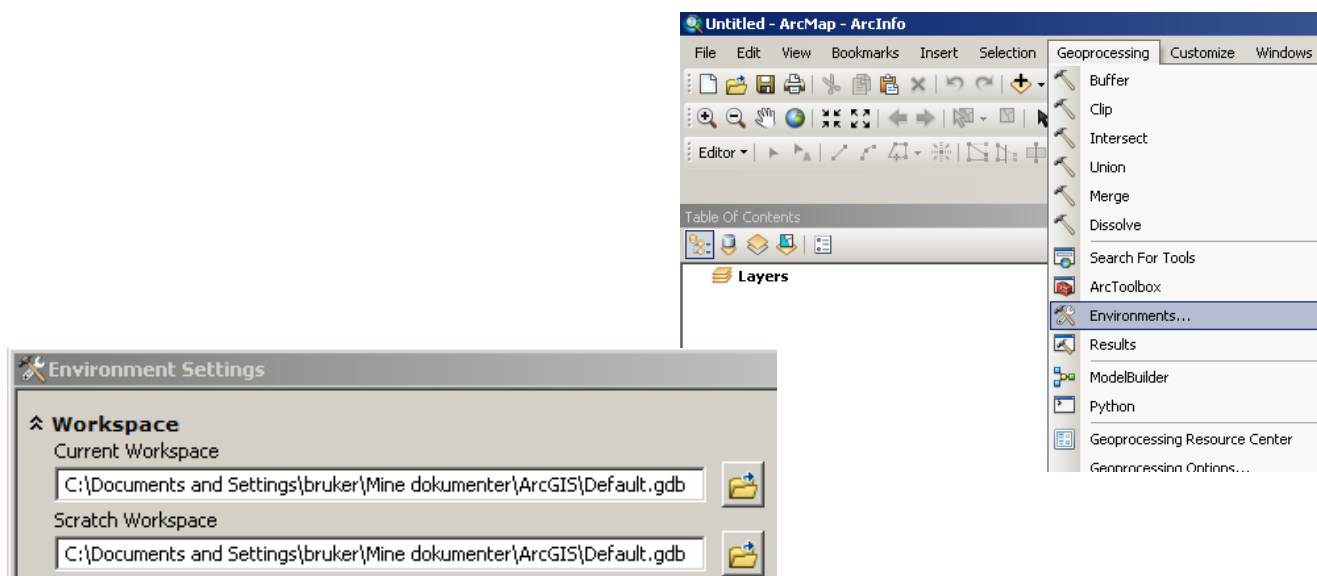 Untitled - ArcMap - ArcInfo
File Edit View Bookmarks Insert Selection Geoprocessing Customize Windows
Buffer
Clip
Intersect
Editor
Union
Merge
Table Of Contents
Dissolve
Search For Tools
Layers
ArcToolbox
Environments...
Results
ModelBuilder
Python
Geoprocessing Resource Center
Geoprocessing Options...
Environment Settings
Workspace
Current Workspace
C:\Documents and Settings\bruker\Mine dokumenter\ArcGIS\Default.gdb
Scratch Workspace
C:\Documents and Settings\bruker\Mine dokumenter\ArcGIS\Default.gdb